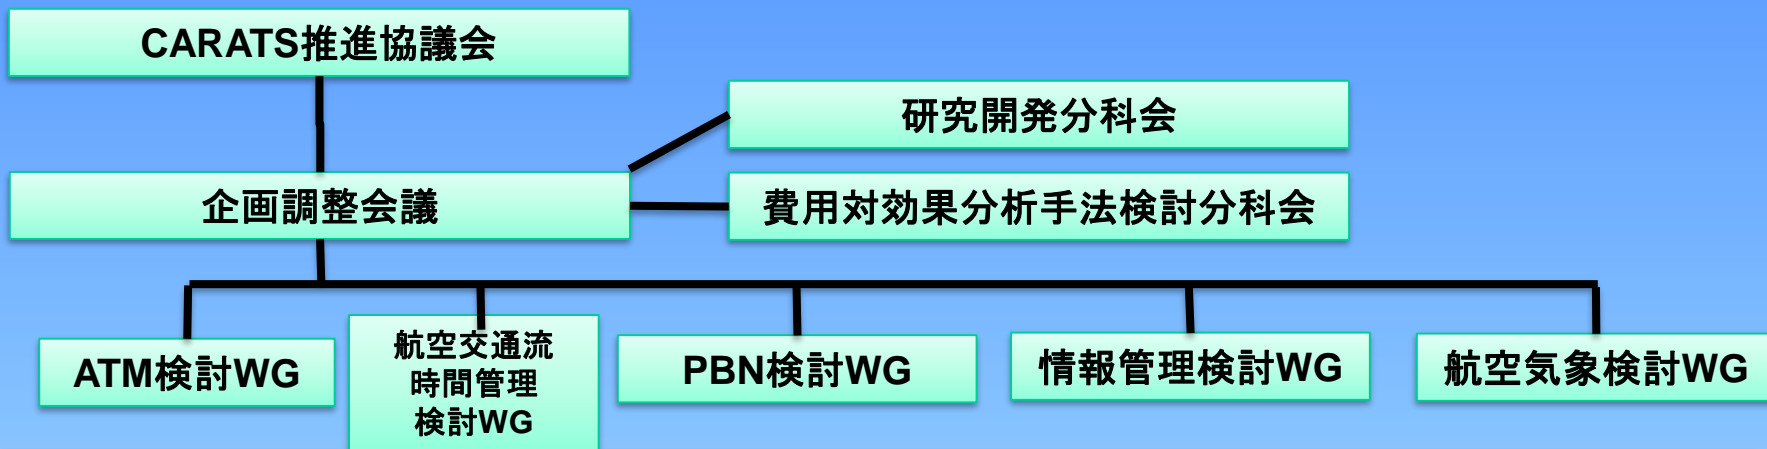 CARATS推進協議会
研究開発分科会
企画調整会議
費用対効果分析手法検討分科会
ATM検討WG
航空交通流
時間管理
検討WG
PBN検討WG
情報管理検討WG
航空気象検討WG